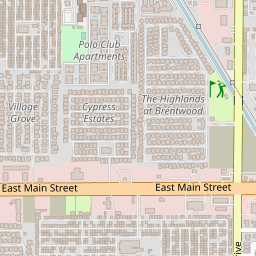 Polo Club
Apartments
Village
Grove
Cypress
Estates
The Highlands
at Brentwood
East Main Street
East Main Street